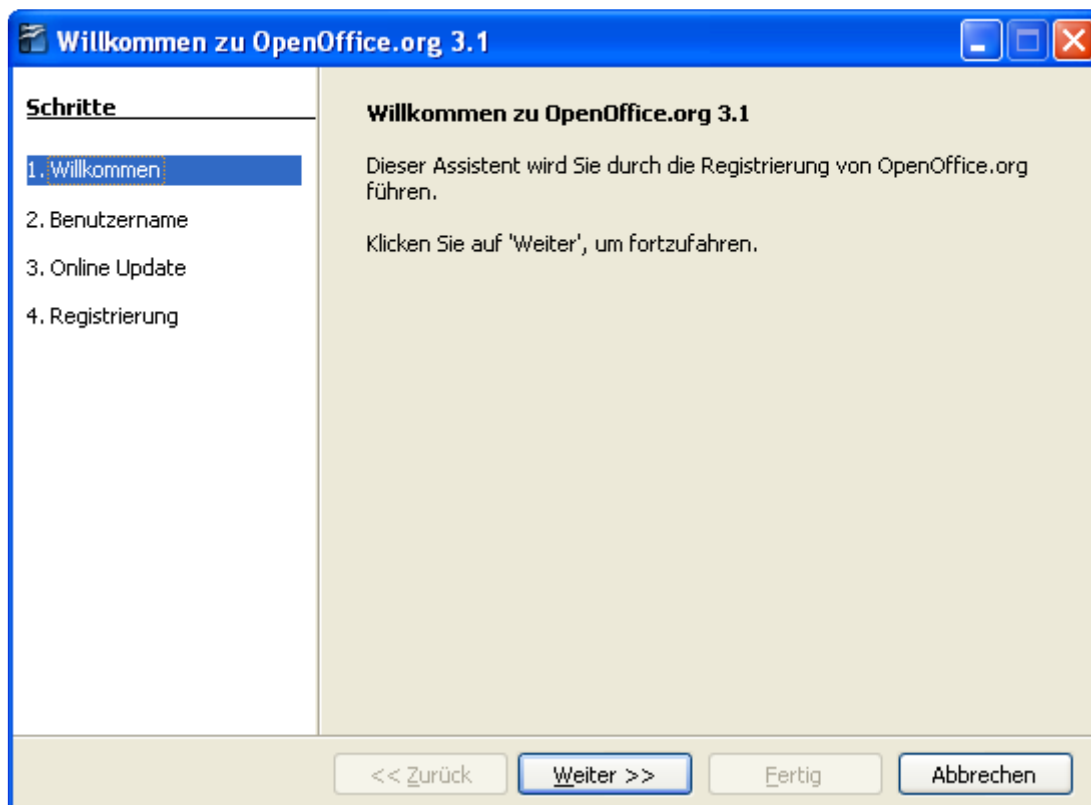 Willkommen zu OpenOffice.org 3.1
Schritte
1. Willkommen
2. Benutzername
3. Online Update
4. Registrierung
Willkommen zu OpenOffice.org 3.1
Dieser Assistent wird Sie durch die Registrierung von OpenOffice.org
führen.
Klicken Sie auf 'Weiter', um fortzufahren.
<< Zurück
Weiter >>
Fertig
Abbrechen